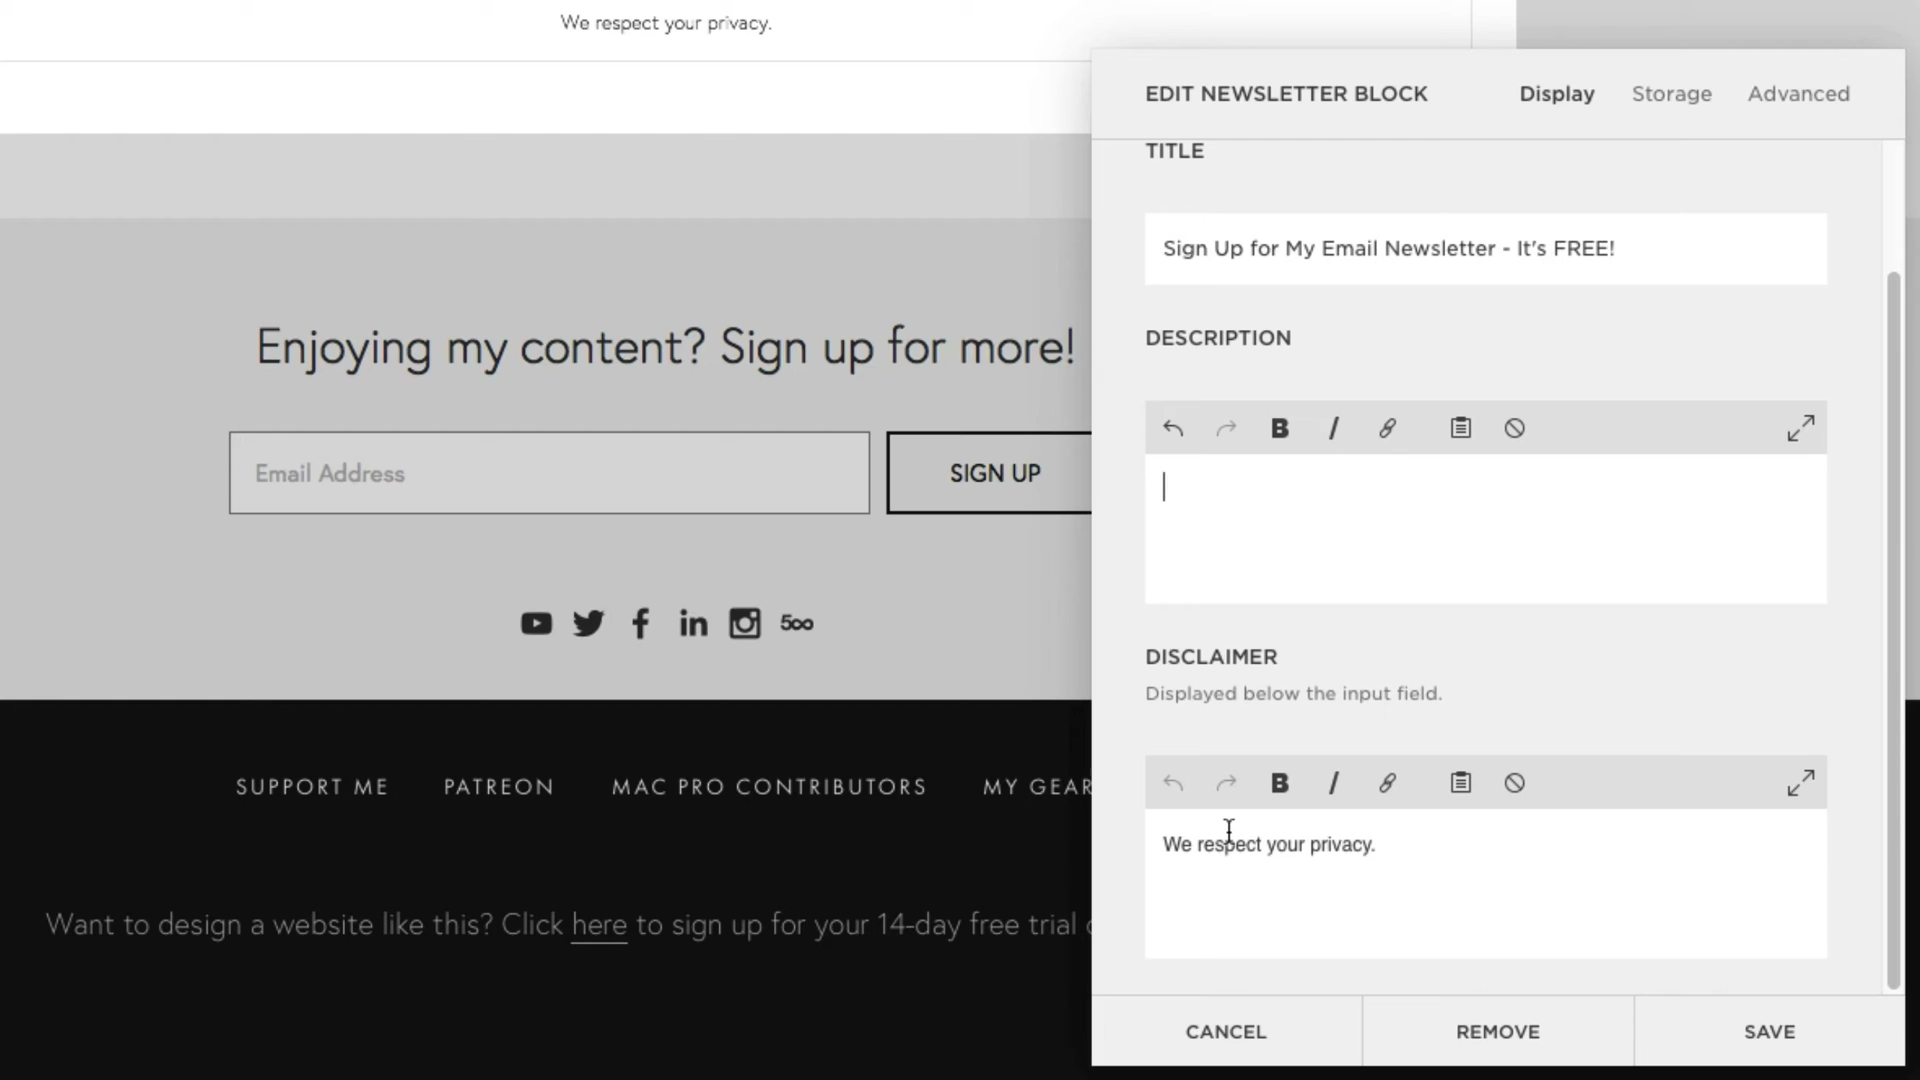 We respect your privacy.
EDIT NEWSLETTER BLOCK
Display
Storage
Advanced
TITLE
Sign Up for My Email Newsletter - It's FREE!
DESCRIPTION
B
I
Enjoying my content? Sign up for more!
Email Address
SIGN UP
500
DISCLAIMER
Displayed below the input field.
B
I
We respect your privacy.
SUPPORT ME
PATREON
MAC PRO CONTRIBUTORS
MY GEAR
Want to design a website like this? Click here to sign up for your 14-day free trial
CANCEL
REMOVE
SAVE